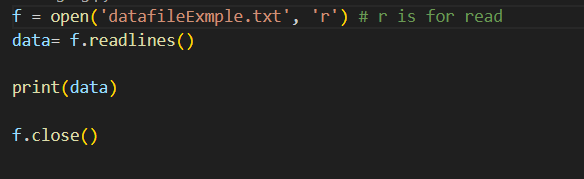 f = open('datafileExmple.txt', 'r') # r is for read
data= f.readlines()
print(data)
f.close()